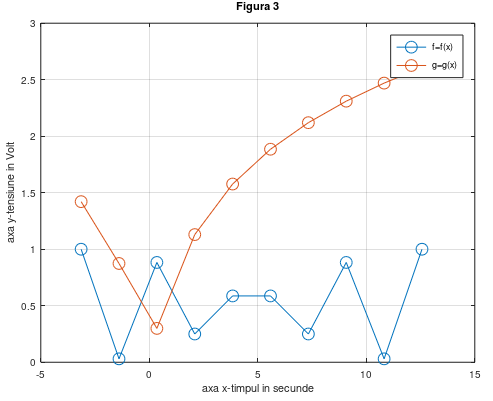 Figura 3
3
2.5
2
1.5
1
0.5
0
-5
0
5
10
15
f=f(x)
g=g(x)
axa y-tensiune in Volt
axa x-timpul in secunde